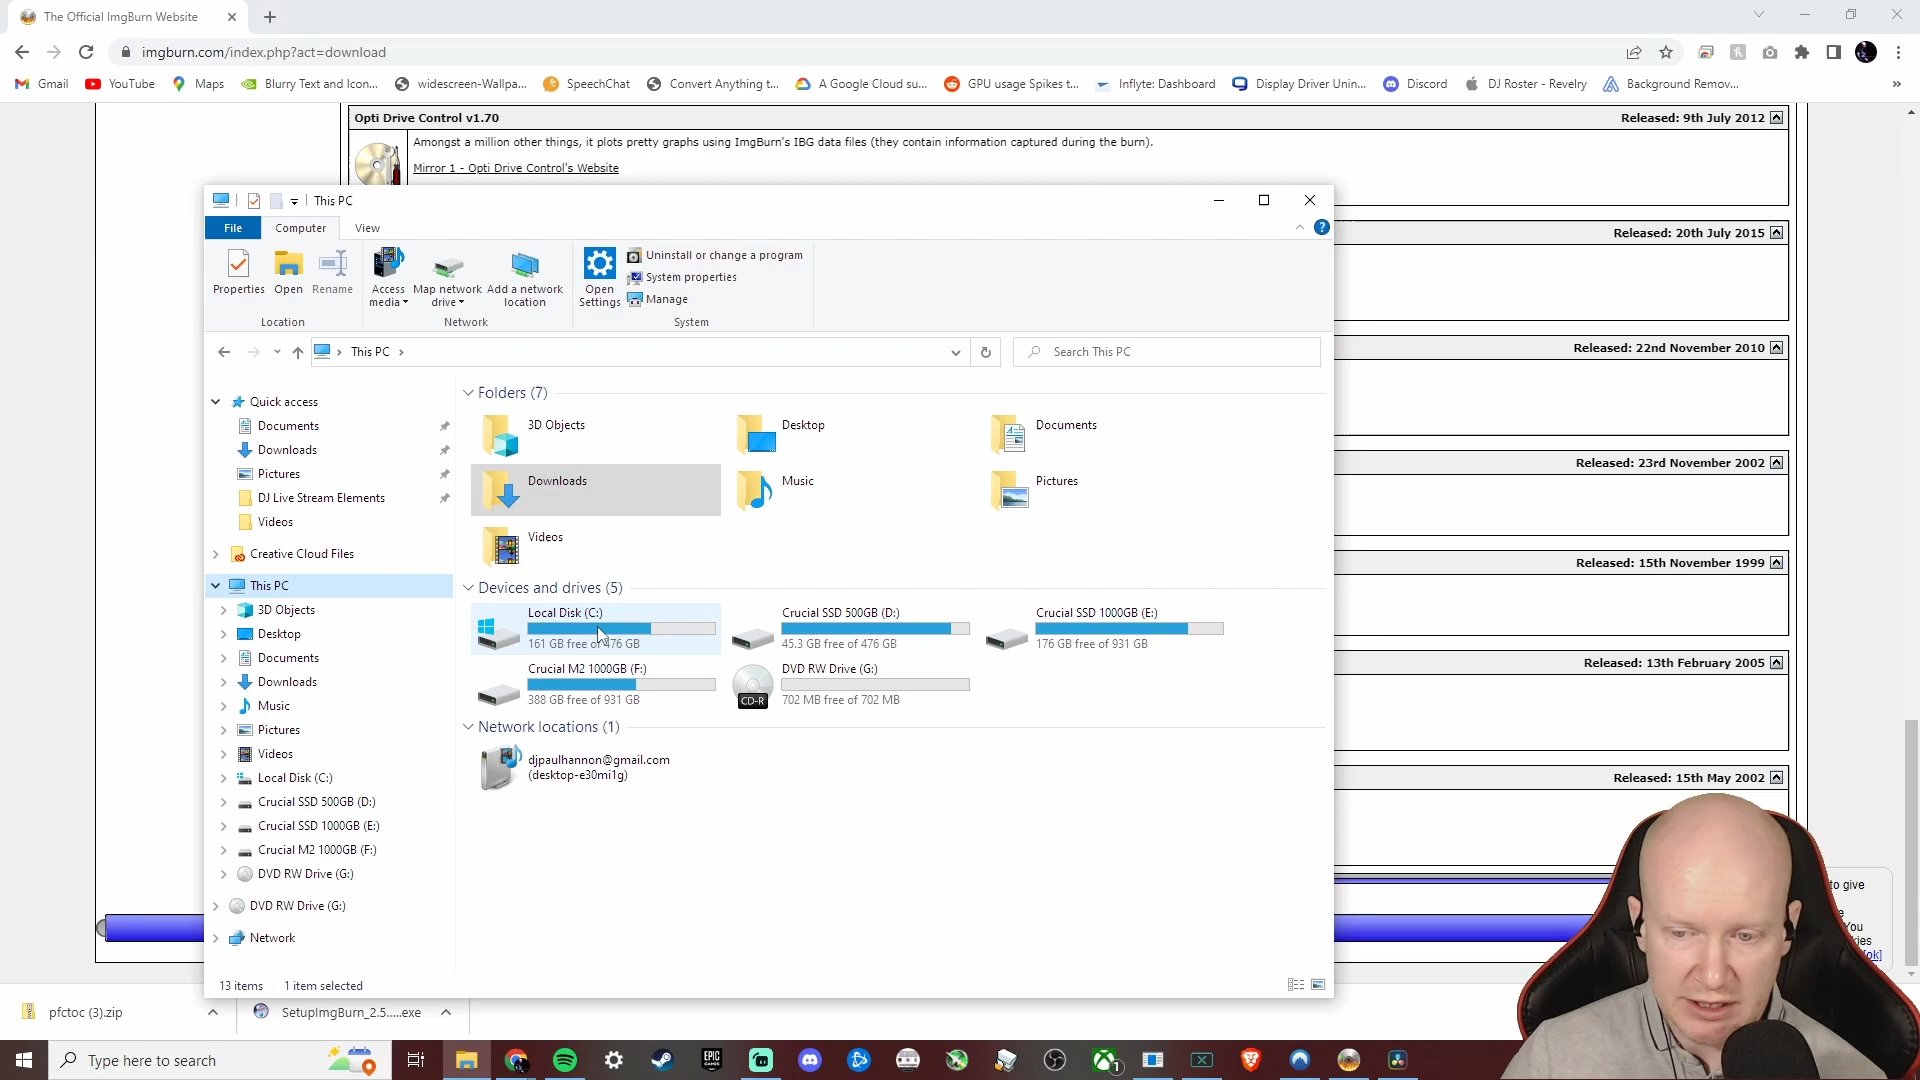 The Official ImgBurn Website
imgburn.com/index.php?act=download
Gmail
YouTube
Maps
Blurry Text and Icon...
widescreen-Wallpa...
SpeechChat
Convert Anything t...
A Google Cloud su...
GPU usage Spikes t...
Inflyte: Dashboard
Display Driver Unin...
Discord
DJ Roster - Revelry
Background Remov...
»
Opti Drive Control v1.70
Released: 9th July 2012
Amongst a million other things, it plots pretty graphs using ImgBurn's IBG data files (they contain information captured during the burn).
Mirror 1 - Opti Drive Control's Website
Released: 20th July 2015
Released: 22nd November 2010
Released: 23rd November 2002
Released: 15th November 1999
Released: 13th February 2005
Released: 15th May 2002
to give
You
kies
[ok]
This PC
File
Computer
View
Properties
Open
Rename
Access media
Map network drive
Add a network location
Open Settings
Uninstall or change a program
System properties
Manage
Location
Network
System
This PC
Search This PC
Quick access
Documents
Downloads
Pictures
DJ Live Stream Elements
Videos
Creative Cloud Files
This PC
3D Objects
Desktop
Documents
Downloads
Music
Pictures
Videos
Local Disk (C:)
Crucial SSD 500GB (D:)
Crucial SSD 1000GB (E:)
Crucial M2 1000GB (F:)
DVD RW Drive (G:)
DVD RW Drive (G:)
Network
Folders (7)
3D Objects
Desktop
Documents
Downloads
Music
Pictures
Videos
Devices and drives (5)
Local Disk (C:)
161 GB free of 476 GB
Crucial SSD 500GB (D:)
45.3 GB free of 476 GB
Crucial SSD 1000GB (E:)
176 GB free of 931 GB
Crucial M2 1000GB (F:)
388 GB free of 931 GB
CD-R
DVD RW Drive (G:)
702 MB free of 702 MB
Network locations (1)
djpaulhannon@gmail.com
(desktop-e30mi1g)
13 items
1 item selected
pfctoc (3).zip
SetupImgBurn_2.5.....exe
Type here to search
EPIC GAMES
1